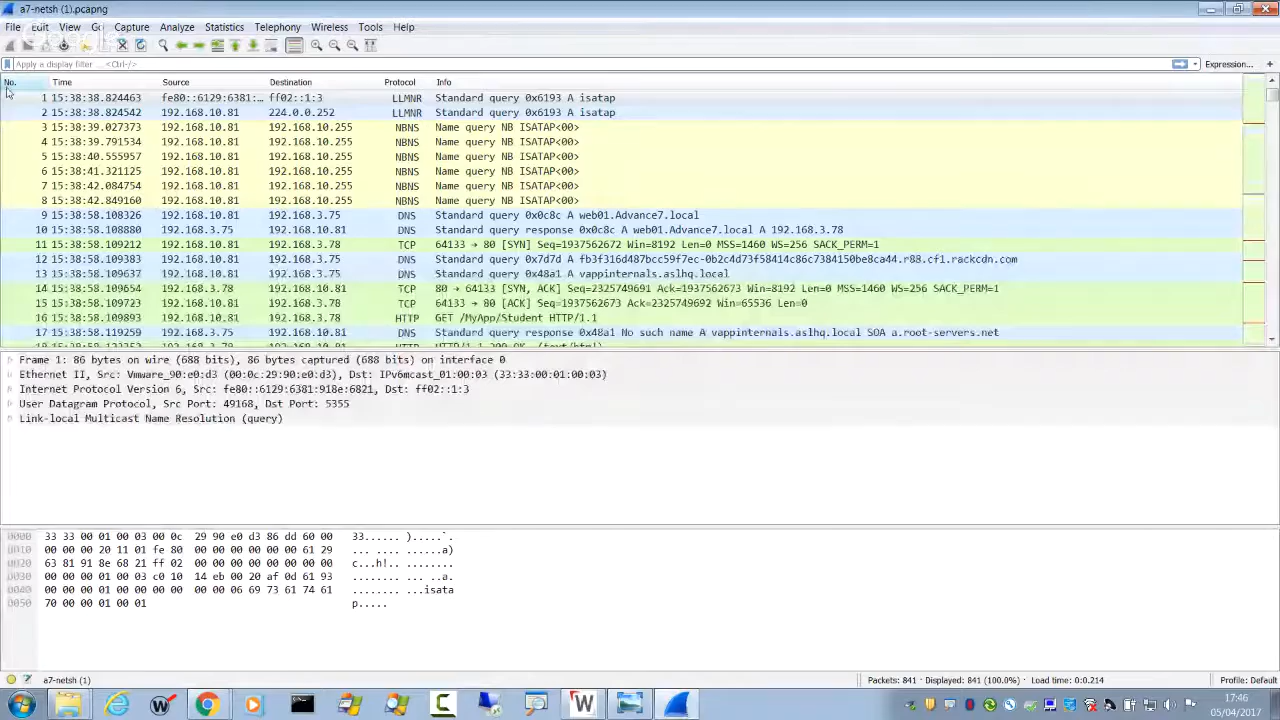 a7-netsh (1).pcapng
File Edit View Go Capture Analyze Statistics Telephony Wireless Tools Help
Apply a display filter ... <Ctrl-/>
Expression... +
No. Time Source Destination Protocol Info
1 15:38:38.824463 fe80::6129:6381:... ff02::1:3 LLMNR Standard query 0x6193 A isatap
2 15:38:38.824542 192.168.10.81 224.0.0.252 LLMNR Standard query 0x6193 A isatap
3 15:38:39.027373 192.168.10.81 192.168.10.255 NBNS Name query NB ISATAP<00>
4 15:38:39.791534 192.168.10.81 192.168.10.255 NBNS Name query NB ISATAP<00>
5 15:38:40.555957 192.168.10.81 192.168.10.255 NBNS Name query NB ISATAP<00>
6 15:38:41.321125 192.168.10.81 192.168.10.255 NBNS Name query NB ISATAP<00>
7 15:38:42.084754 192.168.10.81 192.168.10.255 NBNS Name query NB ISATAP<00>
8 15:38:42.849160 192.168.10.81 192.168.10.255 NBNS Name query NB ISATAP<00>
9 15:38:58.108326 192.168.10.81 192.168.3.75 DNS Standard query 0x0c8c A web01.Advance7.local
10 15:38:58.108880 192.168.3.75 192.168.10.81 DNS Standard query response 0x0c8c A web01.Advance7.local A 192.168.3.78
11 15:38:58.109212 192.168.10.81 192.168.3.78 TCP 64133 → 80 [SYN] Seq=1937562672 Win=8192 Len=0 MSS=1460 WS=256 SACK_PERM=1
12 15:38:58.109383 192.168.10.81 192.168.3.75 DNS Standard query 0x7d7d A fb3f316d487bcc59f7ec-0b2c4d73f58414c86c7384150be8ca44.r88.cf1.rackcdn.com
13 15:38:58.109637 192.168.10.81 192.168.3.75 DNS Standard query 0x48a1 A vappinternals.aslhq.local
14 15:38:58.109654 192.168.3.78 192.168.10.81 TCP 80 → 64133 [SYN, ACK] Seq=2325749691 Ack=1937562673 Win=8192 Len=0 MSS=1460 WS=256 SACK_PERM=1
15 15:38:58.109723 192.168.10.81 192.168.3.78 TCP 64133 → 80 [ACK] Seq=1937562673 Ack=2325749692 Win=65536 Len=0
16 15:38:58.109893 192.168.10.81 192.168.3.78 HTTP GET /MyApp/Student HTTP/1.1
17 15:38:58.119259 192.168.3.75 192.168.10.81 DNS Standard query response 0x48a1 No such name A vappinternals.aslhq.local SOA a.root-servers.net
Frame 1: 86 bytes on wire (688 bits), 86 bytes captured (688 bits) on interface 0
Ethernet II, Src: Vmware_90:e0:d3 (00:0c:29:90:e0:d3), Dst: IPv6mcast_01:00:03 (33:33:00:01:00:03)
Internet Protocol Version 6, Src: fe80::6129:6381:918e:6821, Dst: ff02::1:3
User Datagram Protocol, Src Port: 49168, Dst Port: 5355
Link-local Multicast Name Resolution (query)
0000 33 33 00 01 00 03 00 0c 29 90 e0 d3 86 dd 60 00 33...... ).....`.
0010 00 00 00 20 11 01 fe 80 00 00 00 00 00 00 61 29 ... .... ......a)
0020 63 81 91 8e 68 21 ff 02 00 00 00 00 00 00 00 00 c...h!.. ........
0030 00 00 00 01 00 03 c0 10 14 eb 00 20 af 0d 61 93 ........ ... ..a.
0040 00 00 00 01 00 00 00 00 00 00 06 69 73 61 74 61 ........ ...isata
0050 70 00 00 01 00 01 p.....
a7-netsh (1)
Packets: 841 · Displayed: 841 (100.0%) · Load time: 0:0.214
Profile: Default
17:46
05/04/2017